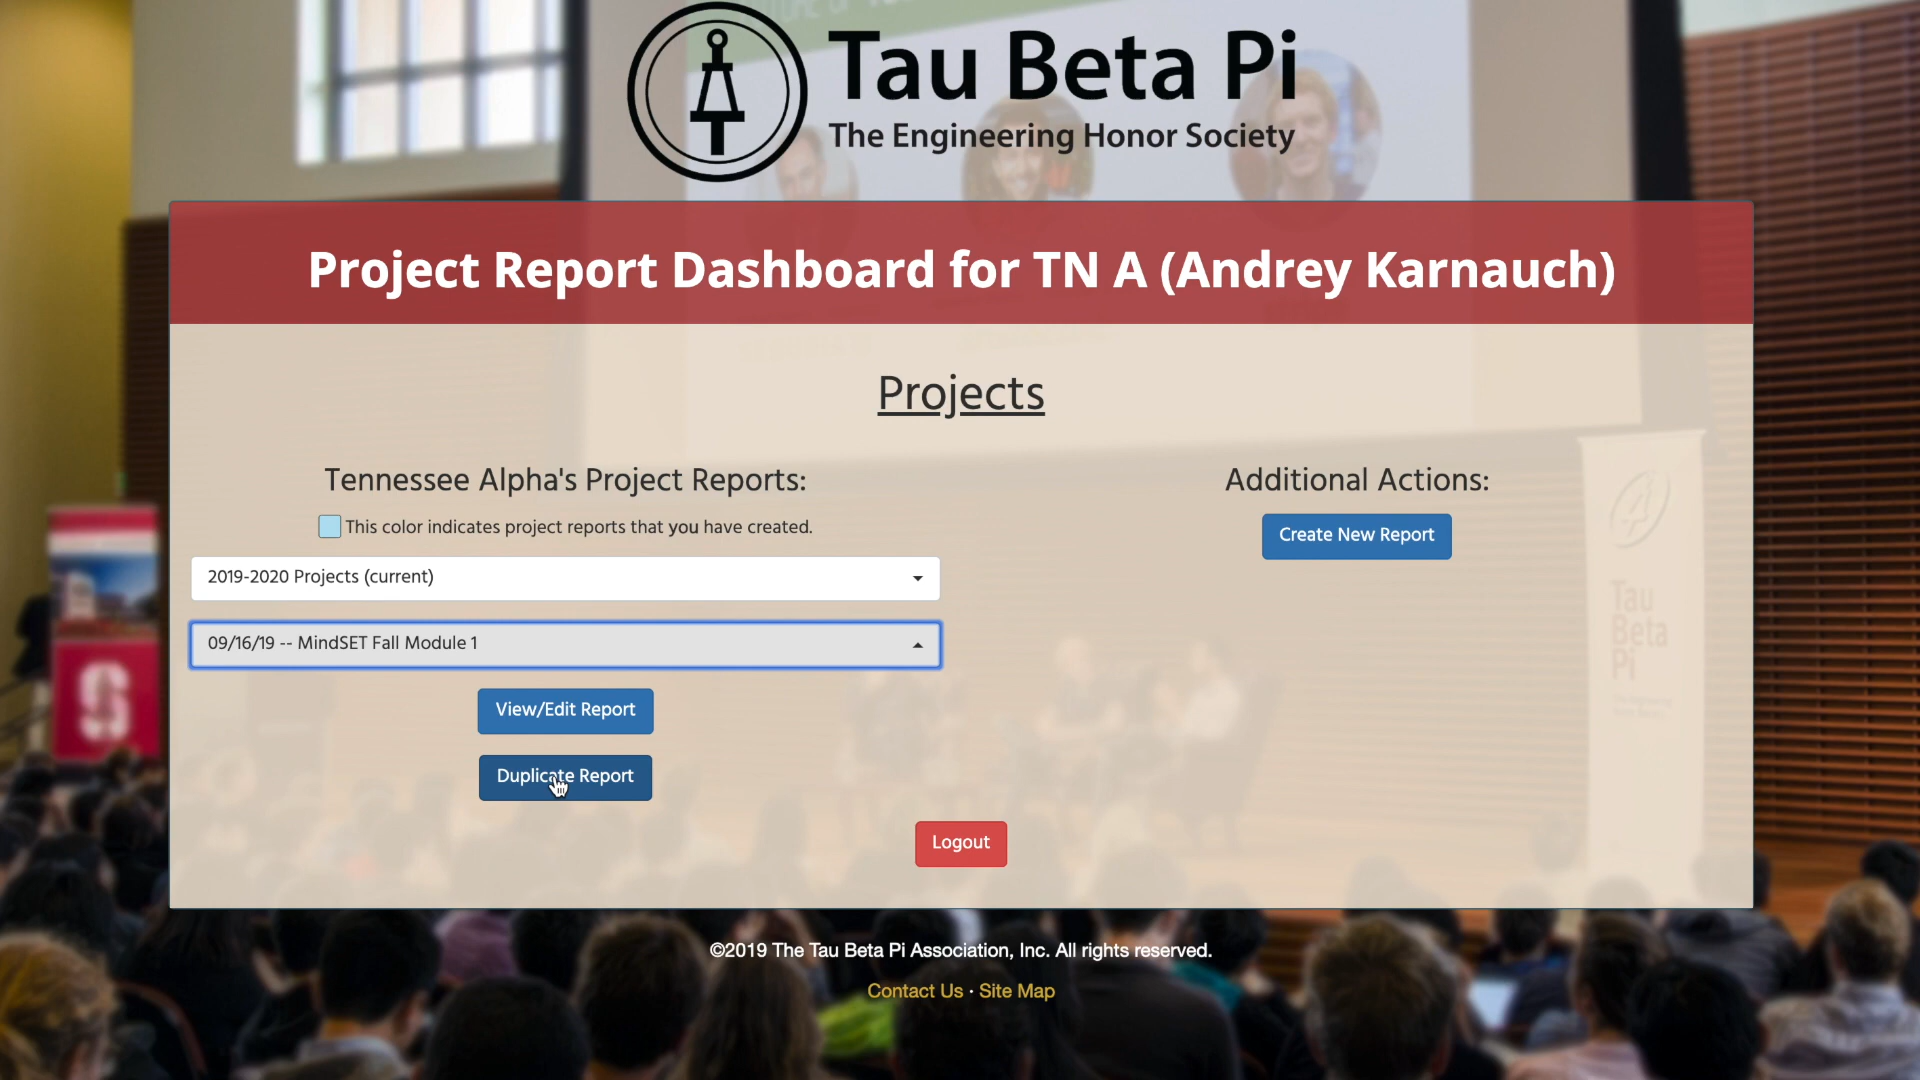 Tau Beta Pi
The Engineering Honor Society
Project Report Dashboard for TN A (Andrey Karnauch)
Projects
Tennessee Alpha's Project Reports:
This color indicates project reports that you have created.
2019-2020 Projects (current)
09/16/19 -- MindSET Fall Module 1
View/Edit Report
Duplicate Report
Additional Actions:
Create New Report
Tau
Beta
Pi
Logout
©2019 The Tau Beta Pi Association, Inc. All rights reserved.
Contact Us · Site Map